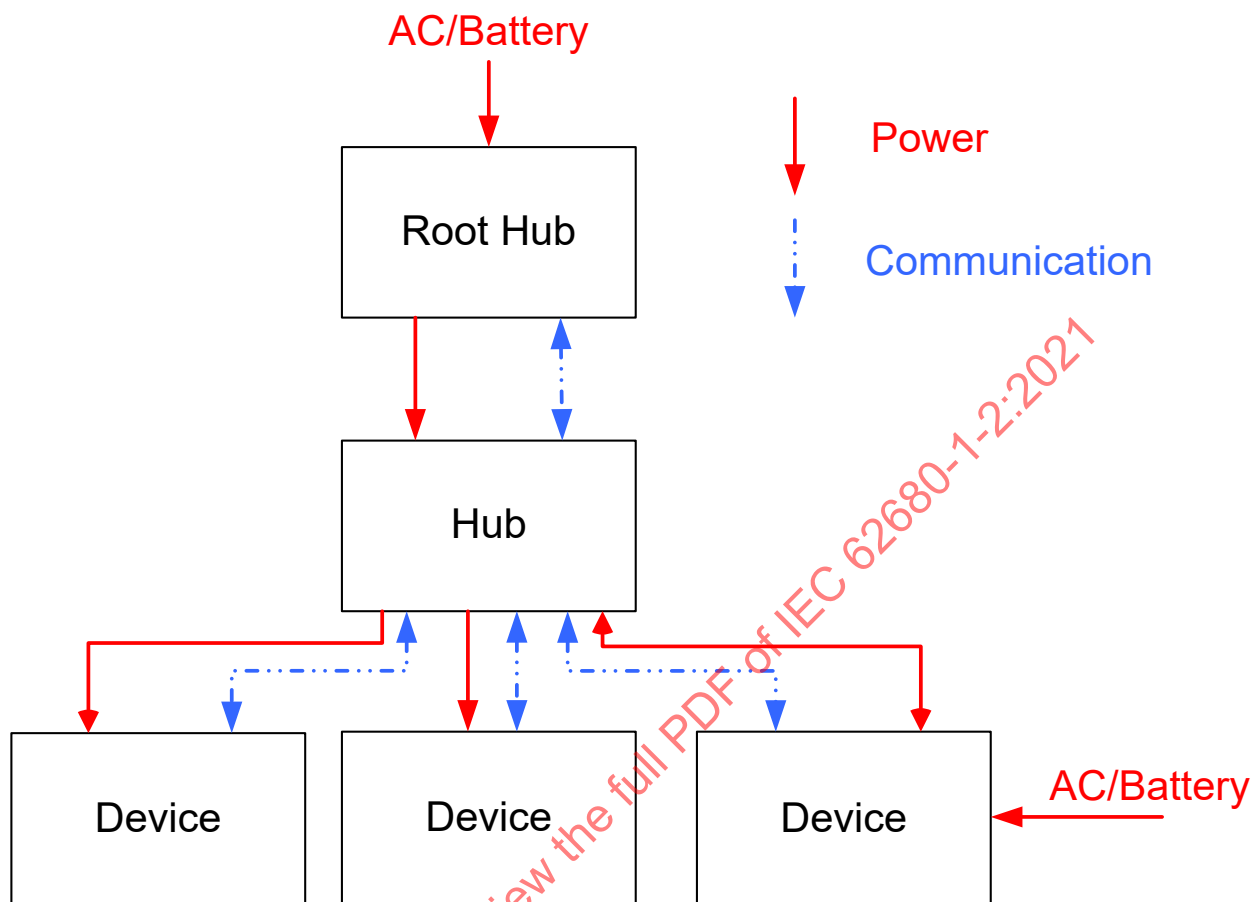 AC/Battery
Power
Root Hub
Communication
Hub
Device
Device
Device
AC/Battery
view the full PDF of IEC 62680-1-2:2021